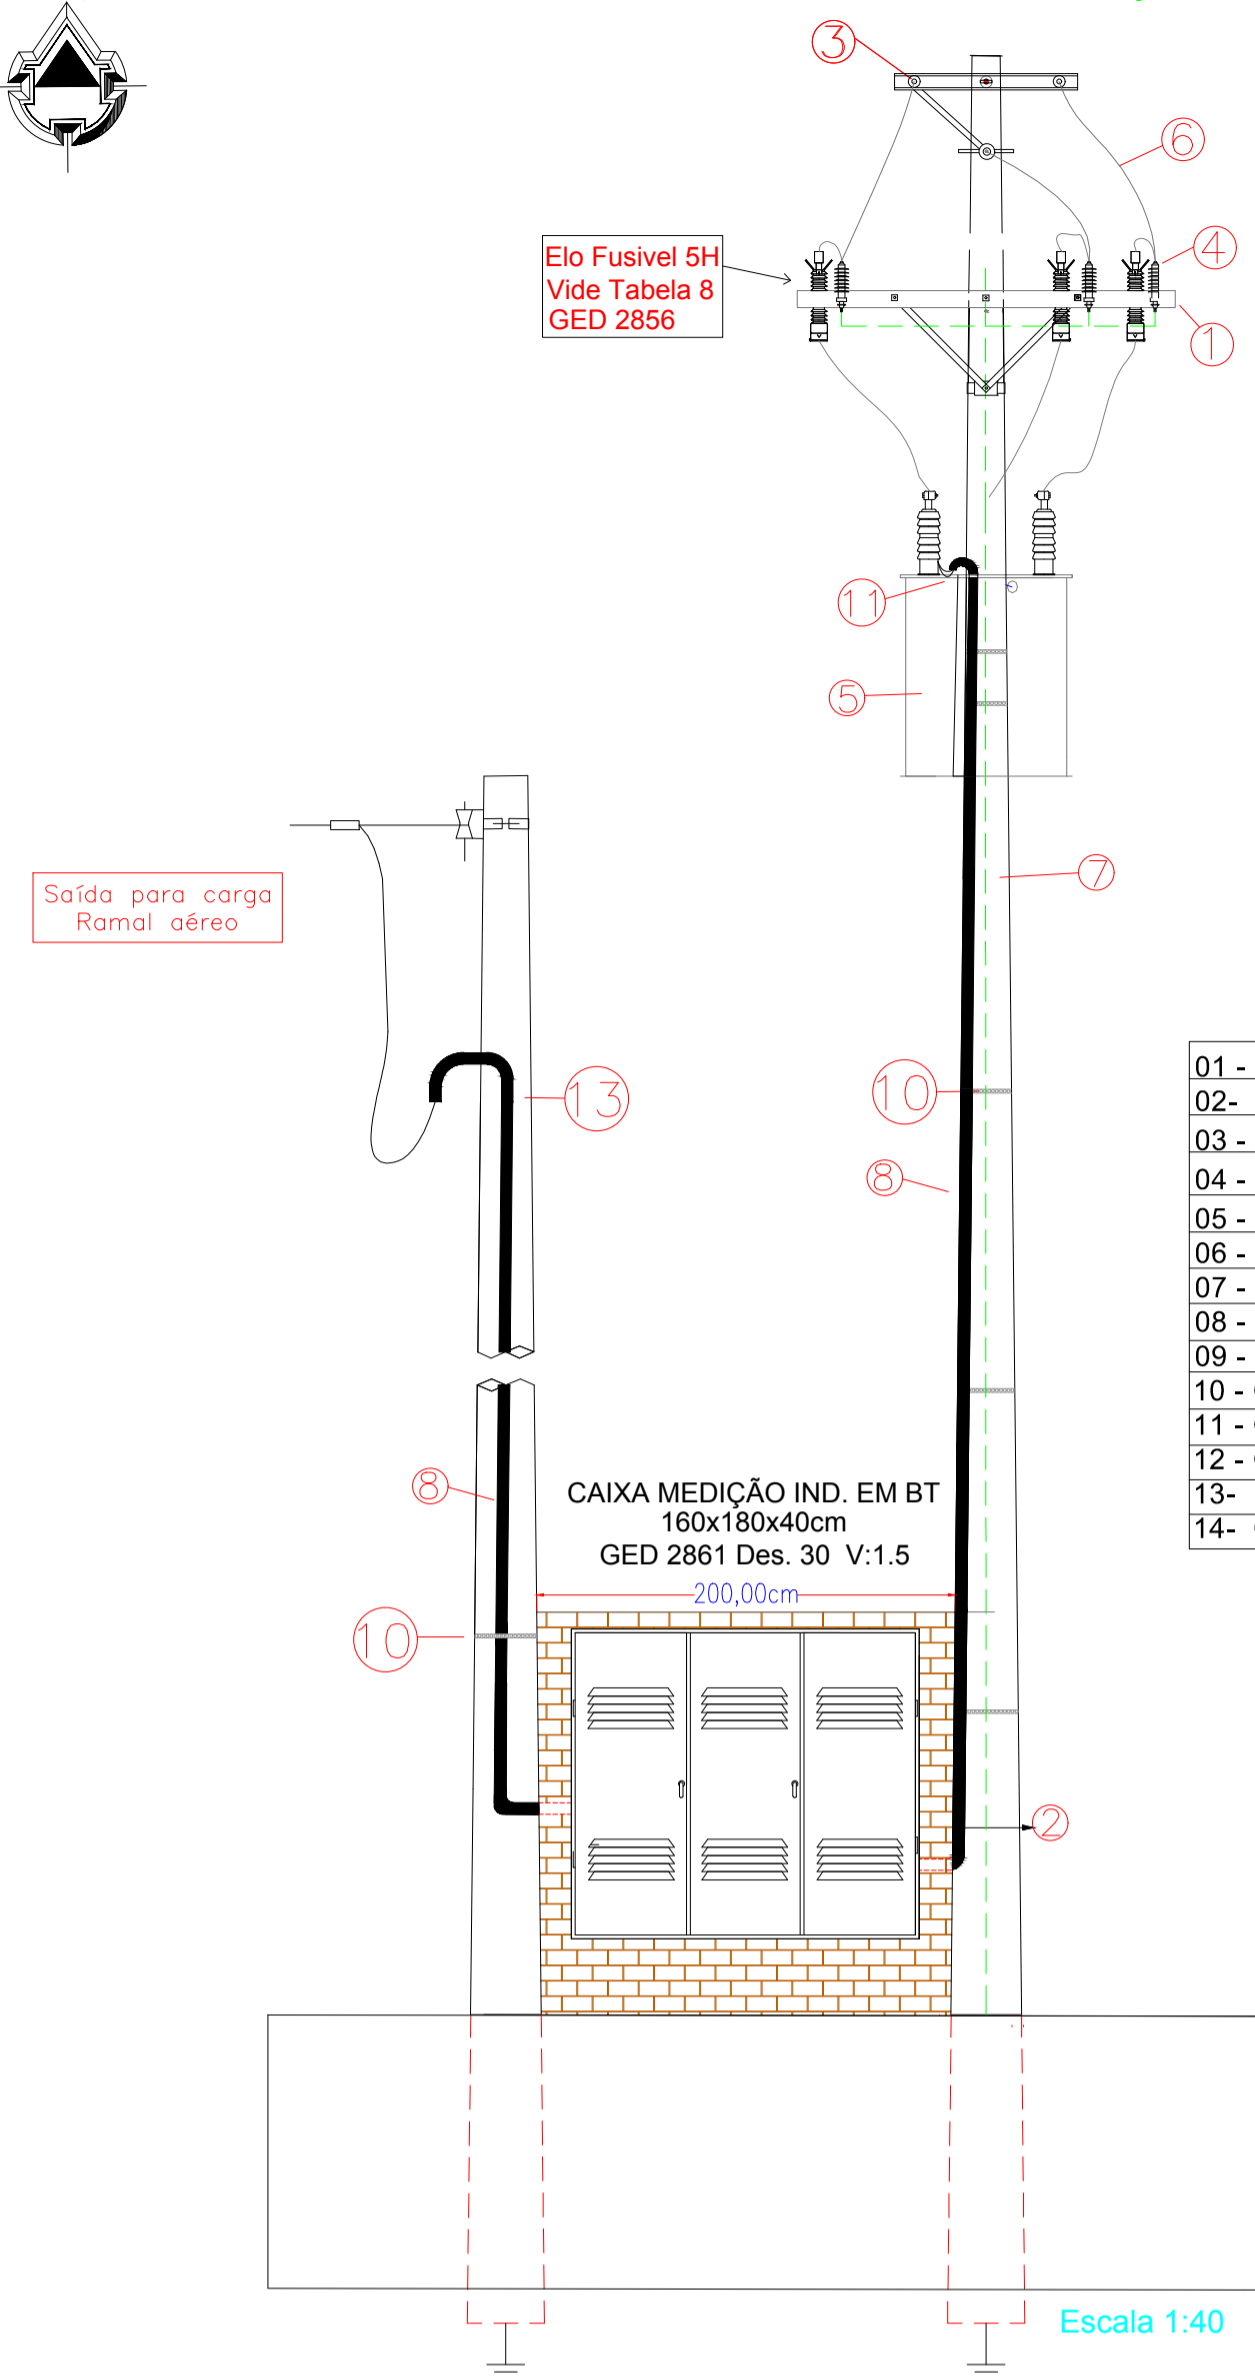 3
6
Elo Fusivel 5H
Vide Tabela 8
GED 2856
4
1
11
5
Saída para carga
Ramal aéreo
7
13
10
8
01 -
02-
03 -
04 -
05 -
06 -
07 -
08 -
09 -
10 -
11 -
12 -
13-
14-
8
CAIXA MEDIÇÃO IND. EM BT
160x180x40cm
GED 2861 Des. 30 V:1.5
200,00cm
10
2
Escala 1:40